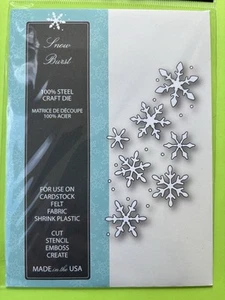 Snow
Burst
100% STEEL
CRAFT DIE
MATRICE DE DÉCOUPE
100% ACIER
FOR USE ON
CARDSTOCK
FELT
FABRIC
SHRINK PLASTIC
CUT
STENCIL
EMBOSS
CREATE
MADE in the USA